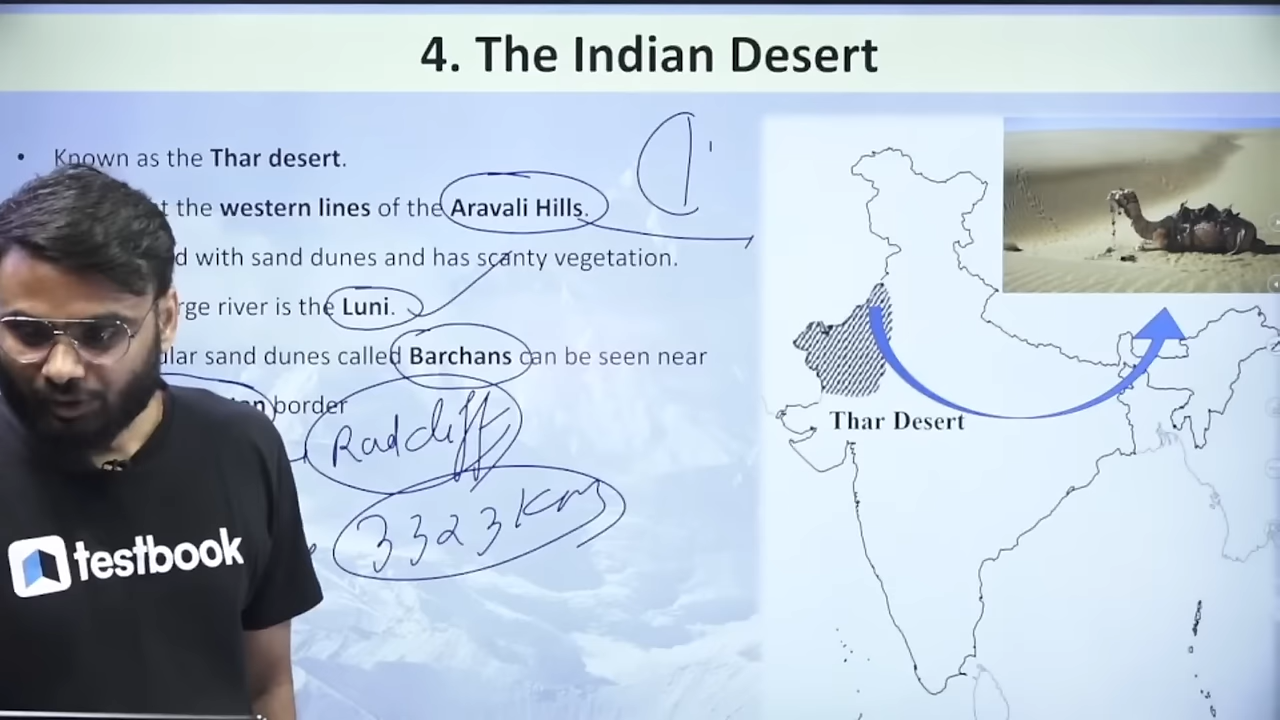 4. The Indian Desert
• Known as the Thar desert.
the western lines of the Aravali Hills.
with sand dunes and has scanty vegetation.
river is the Luni.
sand dunes called Barchans can be seen near
border
Radcliff
3323 Km
Thar Desert
testbook